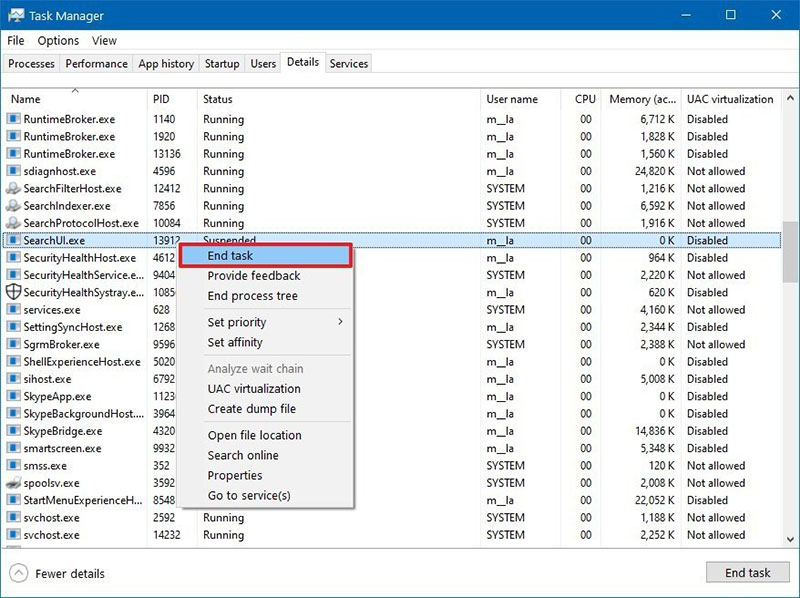 Task Manager
File Options View
Processes Performance App history Startup Users Details Services
Name PID Status User name CPU Memory (ac... UAC virtualization
RuntimeBroker.exe 1140 Running m__la 00 6,712 K Disabled
RuntimeBroker.exe 1920 Running m__la 00 1,828 K Disabled
RuntimeBroker.exe 13136 Running m__la 00 1,560 K Disabled
sdiagnhost.exe 4596 Running m__la 00 24,820 K Not allowed
SearchFilterHost.exe 12412 Running SYSTEM 00 1,216 K Not allowed
SearchIndexer.exe 7856 Running SYSTEM 00 6,592 K Not allowed
SearchProtocolHost.exe 10084 Running SYSTEM 00 1,916 K Not allowed
SearchUI.exe 13912 Suspended m__la 00 0 K Disabled
SecurityHealthHost.exe 4612 m__la 00 964 K Disabled
SecurityHealthService.e... 9404 SYSTEM 00 2,220 K Not allowed
SecurityHealthSystray.e... m__la 00 620 K Disabled
services.exe 628 SYSTEM 00 4,160 K Not allowed
SettingSyncHost.exe 1268 m__la 00 2,344 K Disabled
SgrmBroker.exe 9596 SYSTEM 00 2,388 K Not allowed
ShellExperienceHost.exe 5020 m__la 00 0 K Disabled
sihost.exe 6792 m__la 00 5,008 K Disabled
SkypeApp.exe m__la 00 0 K Disabled
SkypeBackgroundHost.... 3964 m__la 00 0 K Disabled
SkypeBridge.exe 4320 m__la 00 14,836 K Disabled
smartscreen.exe 9932 m__la 00 5,348 K Disabled
smss.exe 352 SYSTEM 00 120 K Not allowed
spoolsv.exe 3592 SYSTEM 00 2,008 K Not allowed
StartMenuExperienceH... 8548 m__la 00 22,052 K Disabled
svchost.exe 2592 Running SYSTEM 00 1,188 K Not allowed
svchost.exe 14232 Running SYSTEM 00 2,252 K Not allowed
End task
Provide feedback
End process tree
Set priority
Set affinity
Analyze wait chain
UAC virtualization
Create dump file
Open file location
Search online
Properties
Go to service(s)
Fewer details End task